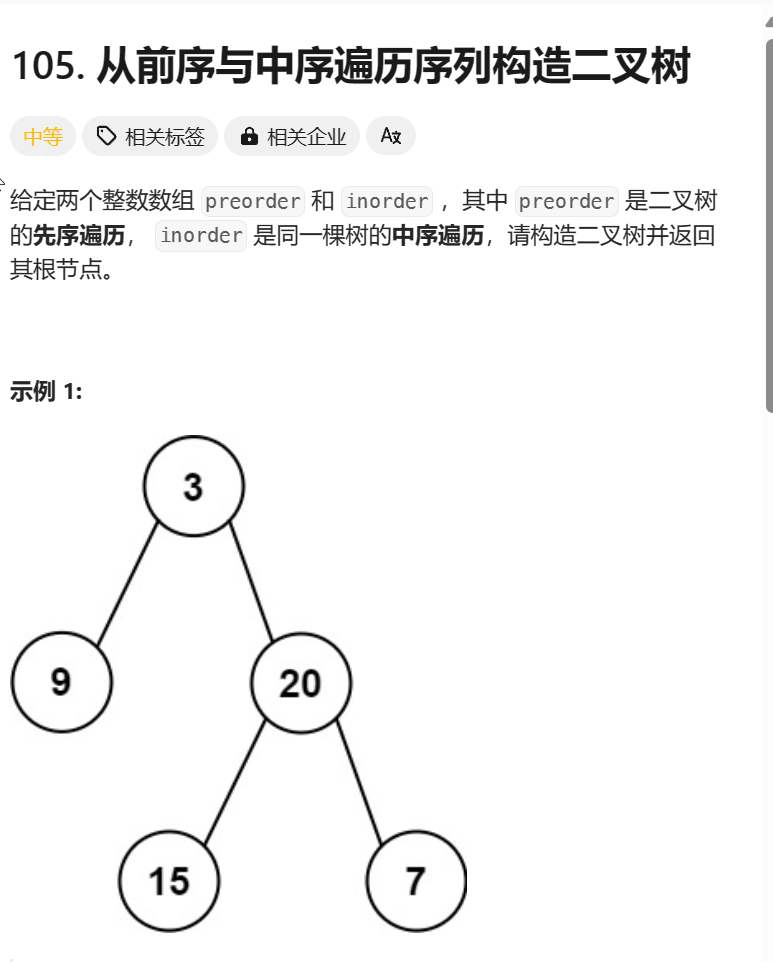 105. 从前序与中序遍历序列构造二叉树
中等 相关标签 相关企业 A文
给定两个整数数组 preorder 和 inorder ，其中 preorder 是二叉树
的先序遍历， inorder 是同一棵树的中序遍历，请构造二叉树并返回
其根节点。
示例 1:
3
9 20
15 7